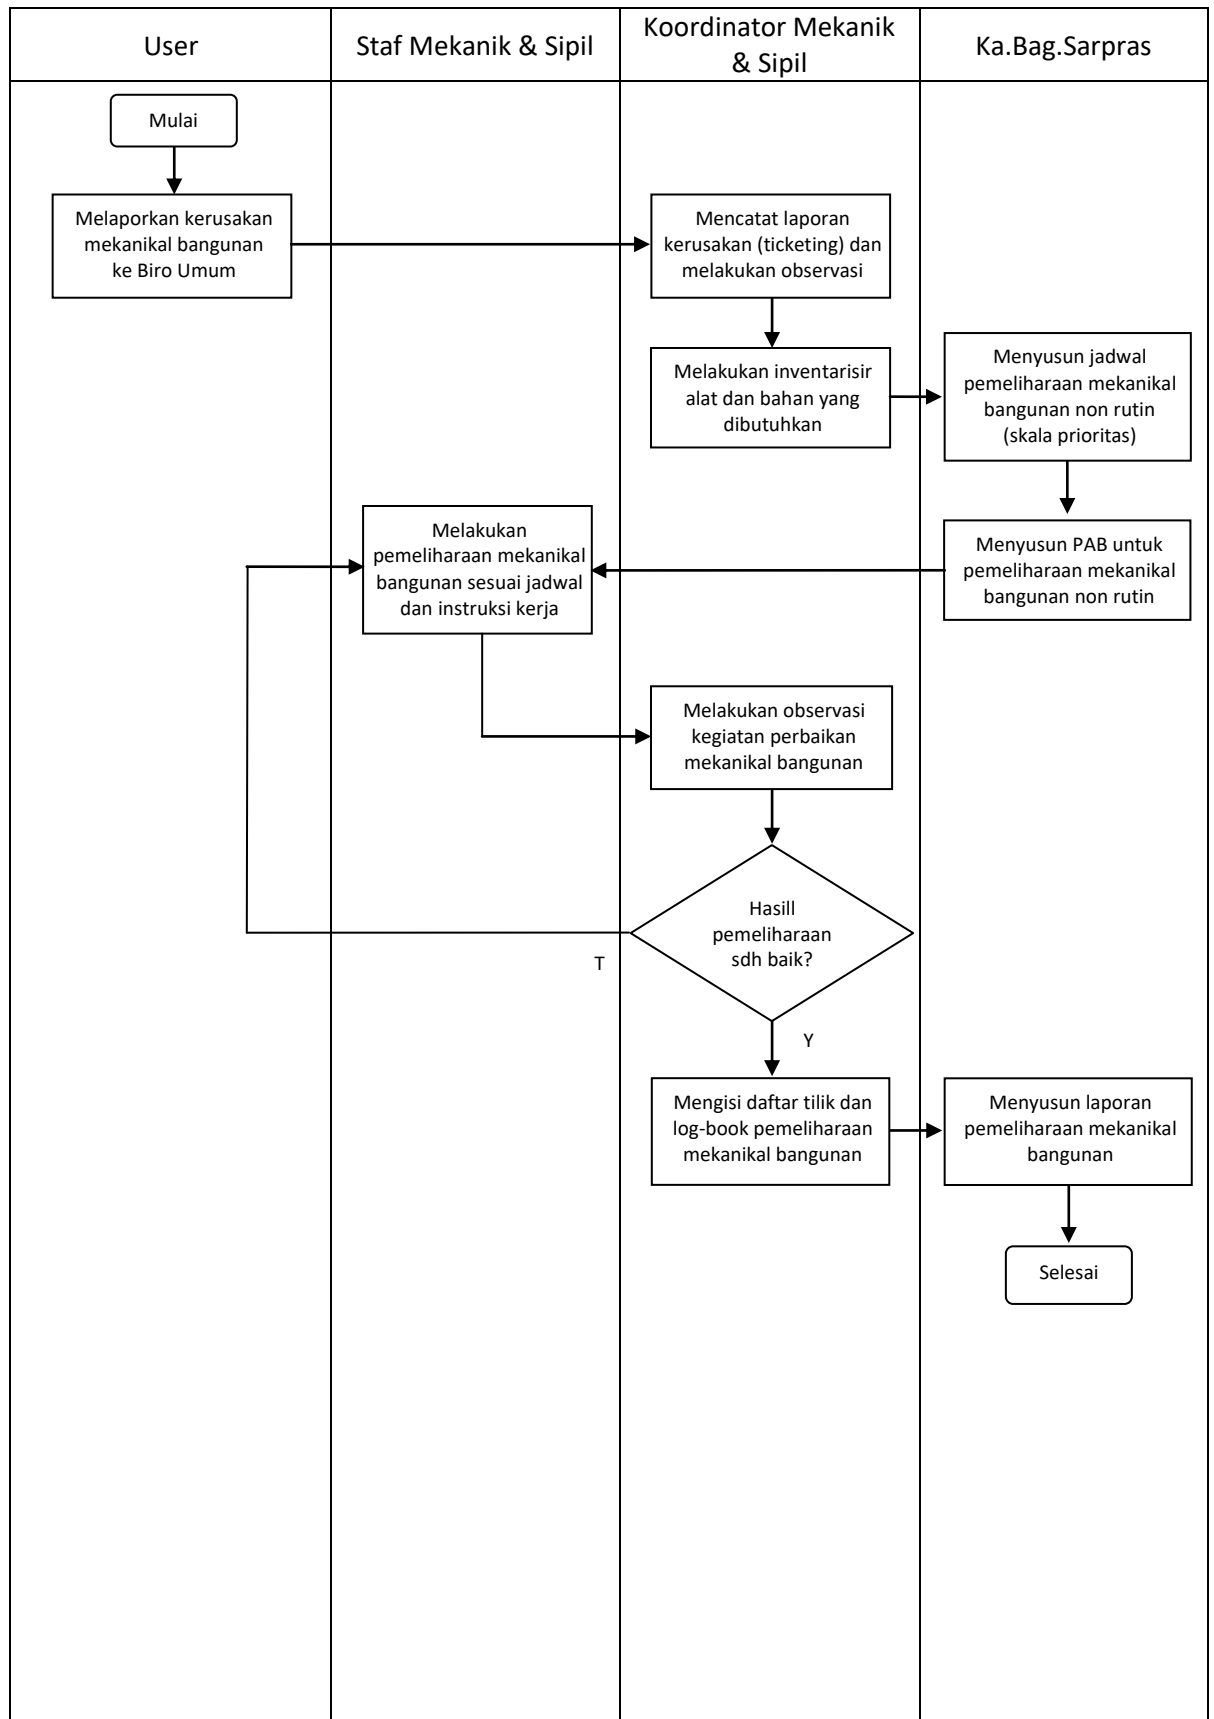 User
Staf Mekanik & Sipil
Koordinator Mekanik
& Sipil
Ka.Bag.Sarpras
Mulai
Melaporkan kerusakan
mekanikal bangunan
ke Biro Umum
Mencatat laporan
kerusakan (ticketing) dan
melakukan observasi
Melakukan inventarisir
alat dan bahan yang
dibutuhkan
Menyusun jadwal
pemeliharaan mekanikal
bangunan non rutin
(skala prioritas)
Menyusun PAB untuk
pemeliharaan mekanikal
bangunan non rutin
Melakukan
pemeliharaan mekanikal
bangunan sesuai jadwal
dan instruksi kerja
Melakukan observasi
kegiatan perbaikan
mekanikal bangunan
Hasill
pemeliharaan
sdh baik?
T
Y
Mengisi daftar tilik dan
log-book pemeliharaan
mekanikal bangunan
Menyusun laporan
pemeliharaan mekanikal
bangunan
Selesai